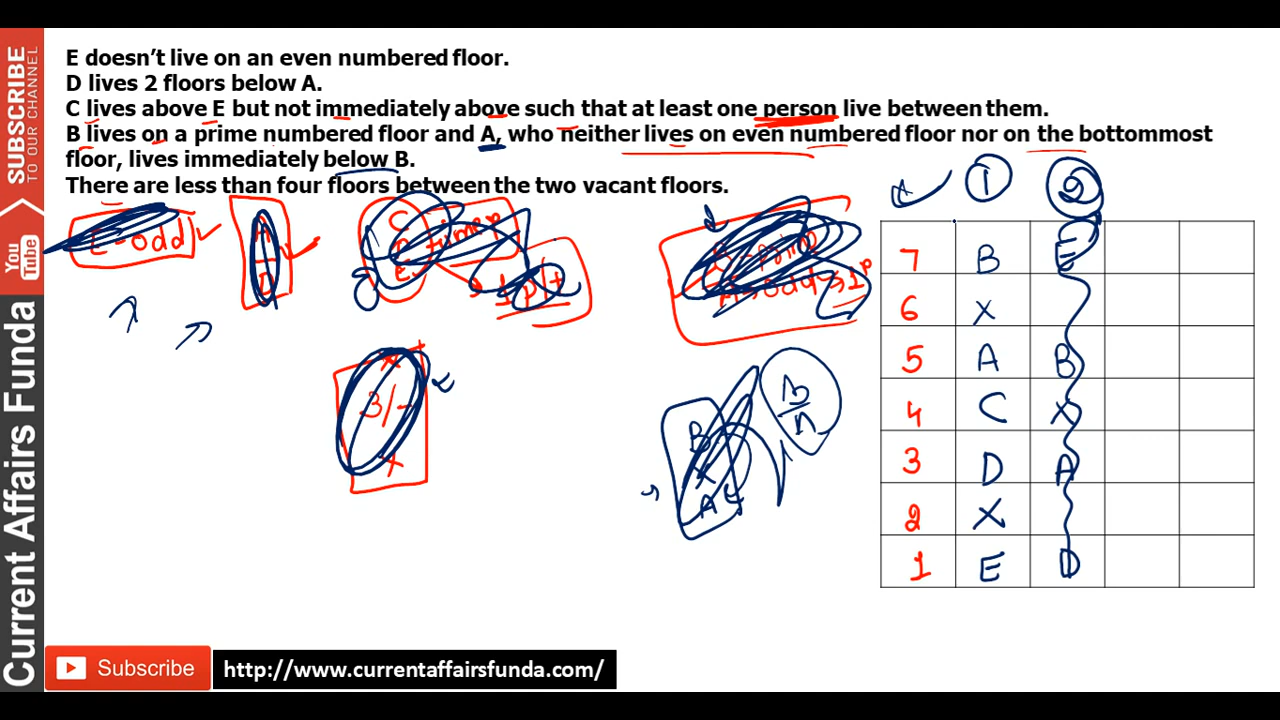 SUBSCRIBE
TO OUR CHANNEL
You Tube
Current Affairs Funda
E doesn’t live on an even numbered floor.
D lives 2 floors below A.
C lives above E but not immediately above such that at least one person live between them.
B lives on a prime numbered floor and A, who neither lives on even numbered floor nor on the bottommost
floor, lives immediately below B.
There are less than four floors between the two vacant floors.
E-odd
3/-
B
X
A
① ②
7 B E
6 X
5 A B
4 C X
3 D A
2 X
1 E D
Subscribe http://www.currentaffairsfunda.com/